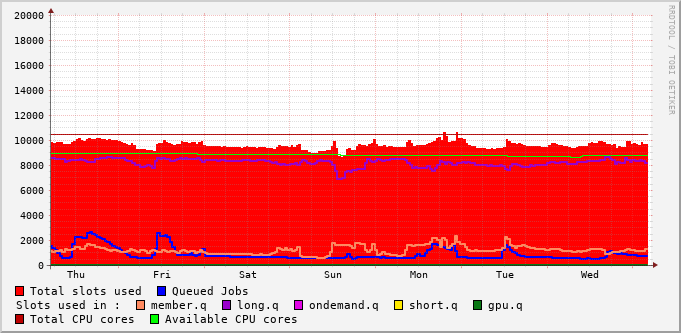 20000
18000
16000
14000
12000
10000
8000
6000
4000
2000
0
Thu Fri Sat Sun Mon Tue Wed
Total slots used Queued Jobs
Slots used in : member.q long.q ondemand.q short.q gpu.q
Total CPU cores Available CPU cores
RRDTOOL / TOBI OETIKER